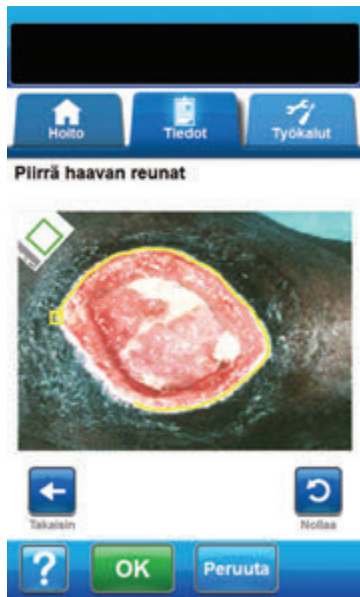 Hoito
Tiedot
Työkalut
Piirrä haavan reunat
Takaisin
Nollaa
?
OK
Peruuta